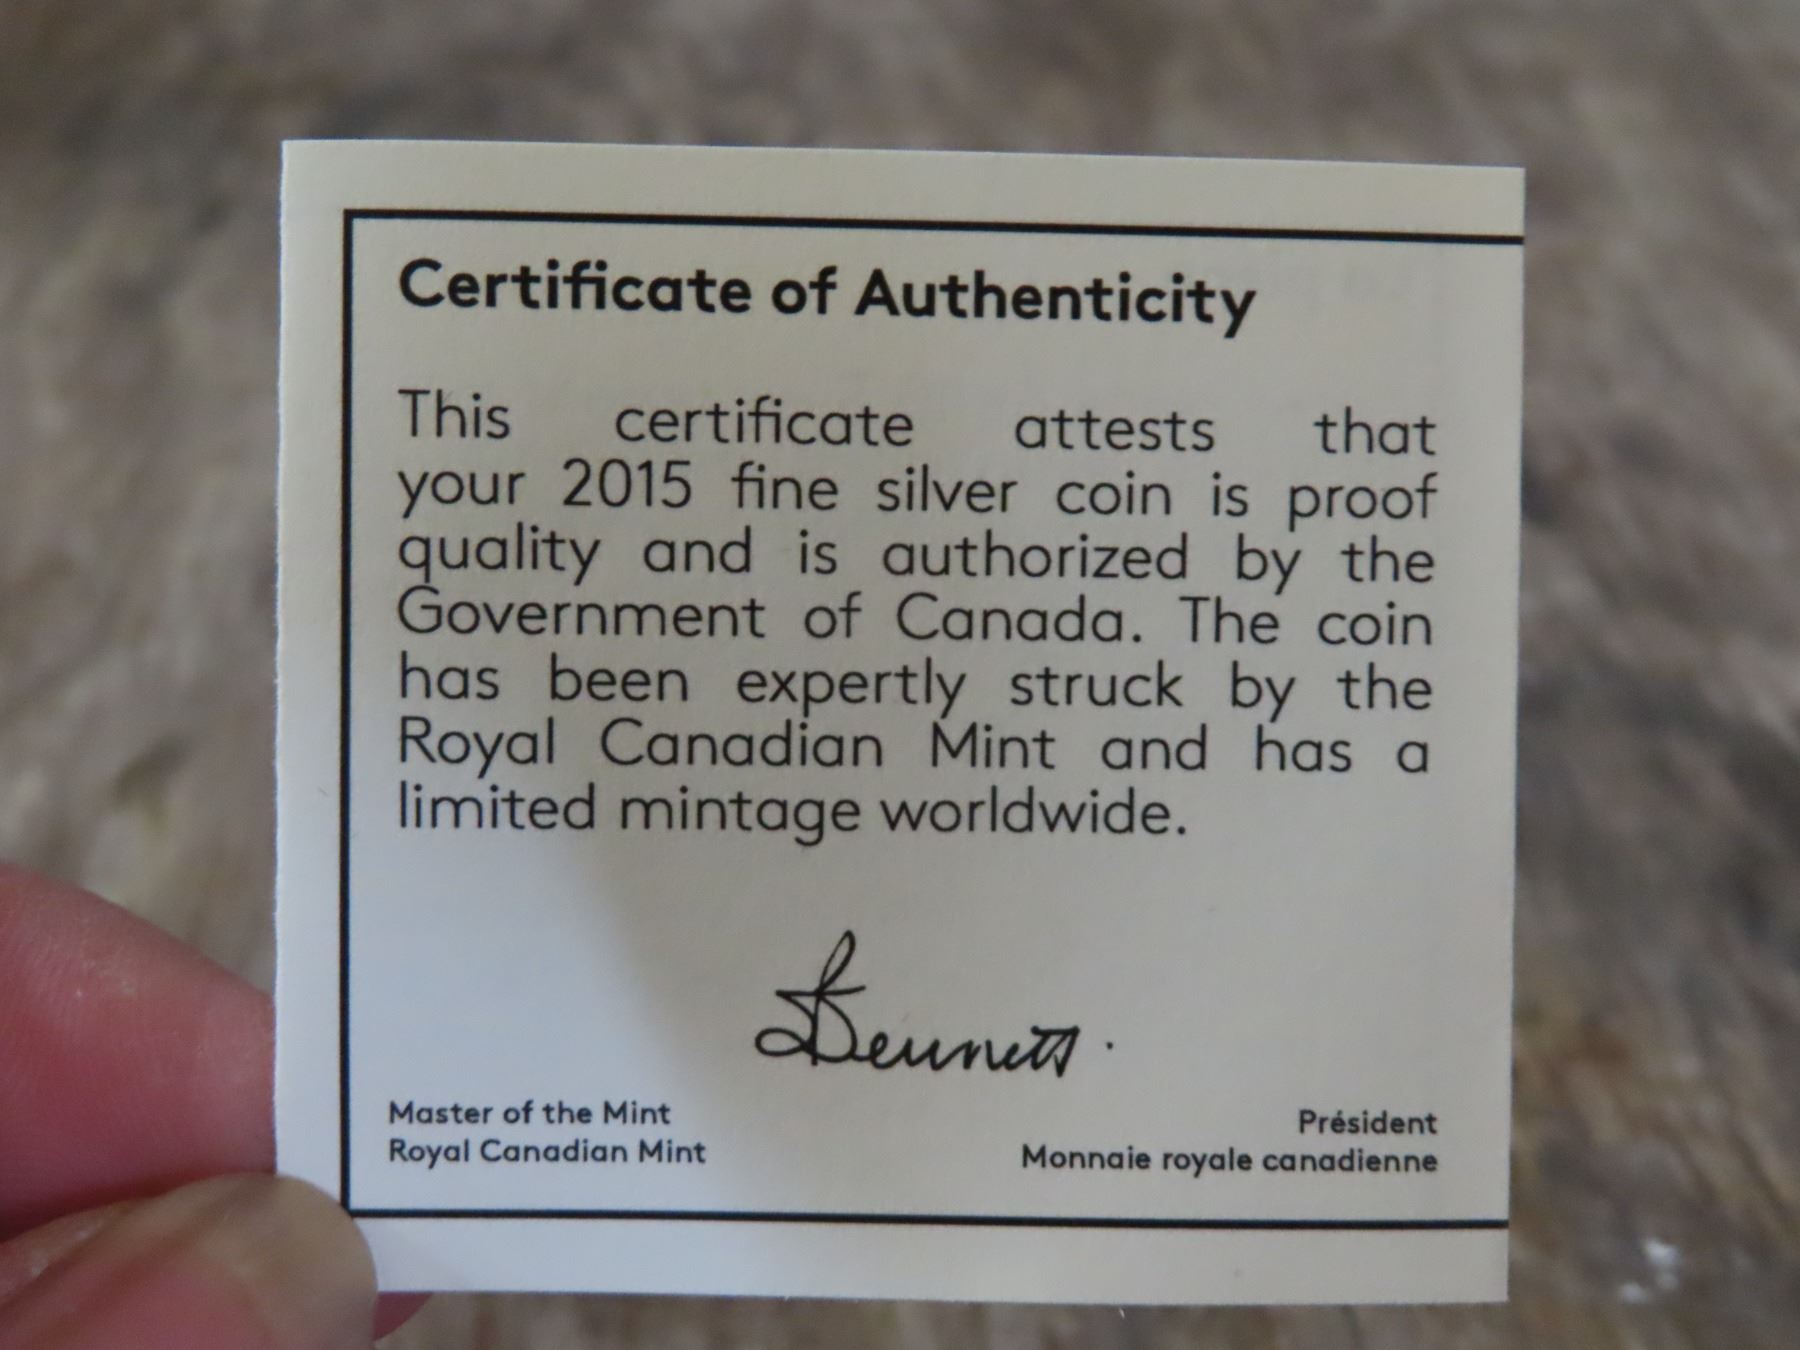 Certificate of Authenticity
This certificate attests that
your 2015 fine silver coin is proof
quality and is authorized by the
Government of Canada. The coin
has been expertly struck by the
Royal Canadian Mint and has a
limited mintage worldwide.
SBennett.
Master of the Mint
Royal Canadian Mint
Président
Monnaie royale canadienne